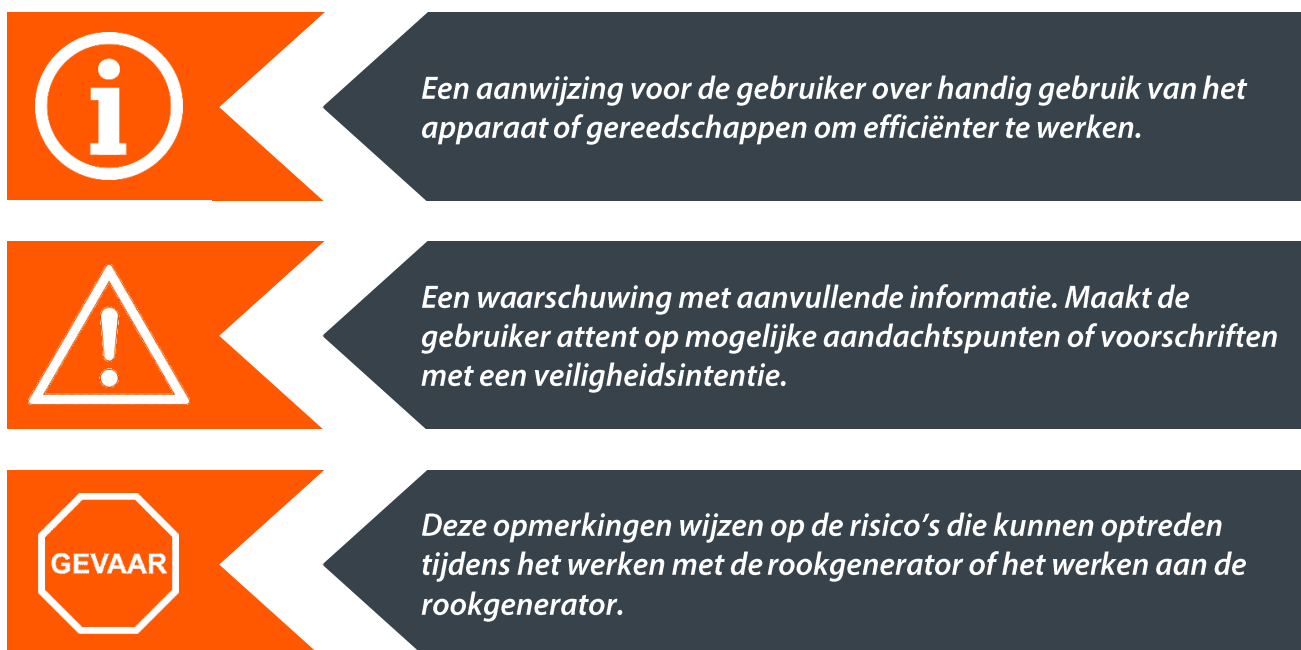 Een aanwijzing voor de gebruiker over handig gebruik van het
apparaat of gereedschappen om efficiënter te werken.
Een waarschuwing met aanvullende informatie. Maakt de
gebruiker attent op mogelijke aandachtspunten of voorschriften
met een veiligheidsintentie.
GEVAAR
Deze opmerkingen wijzen op de risico's die kunnen optreden
tijdens het werken met de rookgenerator of het werken aan de
rookgenerator.